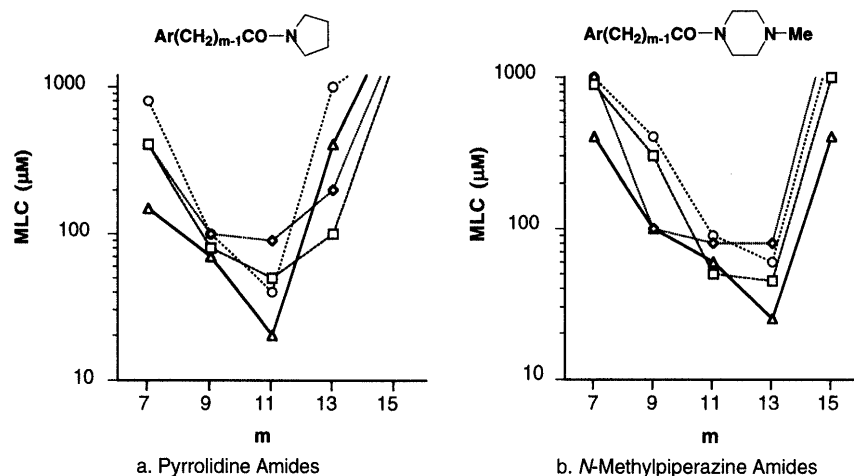 Ar(CH2)m-1CO—N
Ar(CH2)m-1CO—N N—Me
1000
100
10
MLC (μM)
7 9 11 13 15
m
a. Pyrrolidine Amides
1000
100
10
MLC (μM)
7 9 11 13 15
m
b. N-Methylpiperazine Amides